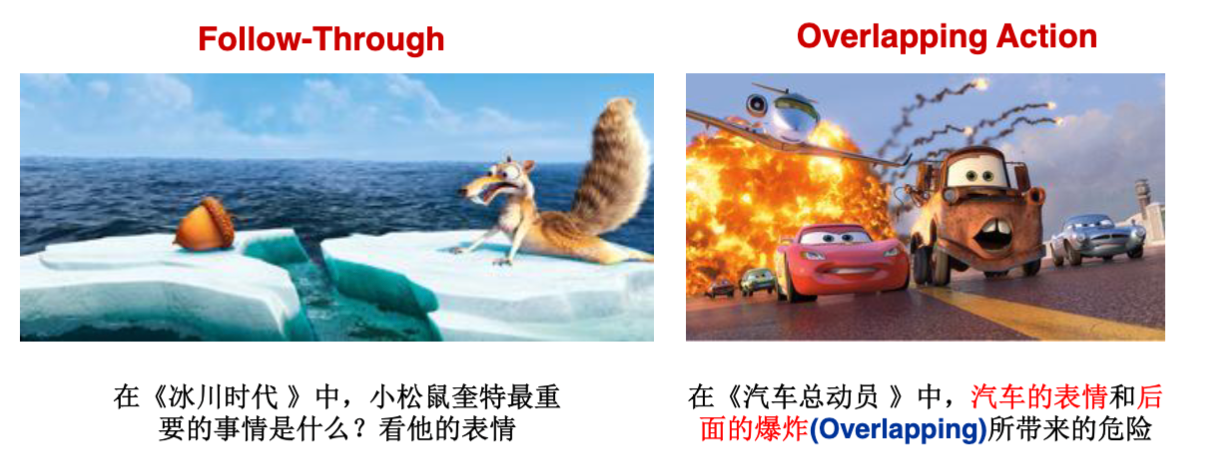 Follow-Through
Overlapping Action
在《冰川时代 》中，小松鼠奎特最重
要的事情是什么？看他的表情
在《汽车总动员 》中，汽车的表情和后
面的爆炸(Overlapping)所带来的危险